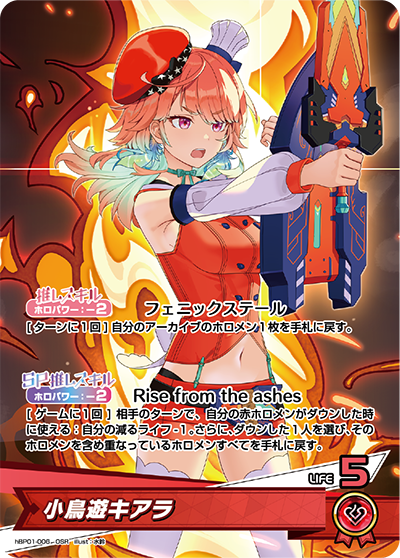 推しスキル
ホロパワー：－2
フェニックステール
[ターンに1回]自分のアーカイブのホロメン1枚を手札に戻す。
SP推しスキル
ホロパワー：－2
Rise from the ashes
[ゲームに1回] 相手のターンで、自分の赤ホロメンがダウンした時
に使える：自分の減るライフ-1。さらに、ダウンした1人を選び、その
ホロメンを含め重なっているホロメンすべてを手札に戻す。
LIFE 5
小鳥遊キアラ
hBP01-006 OSR illust：水鈴